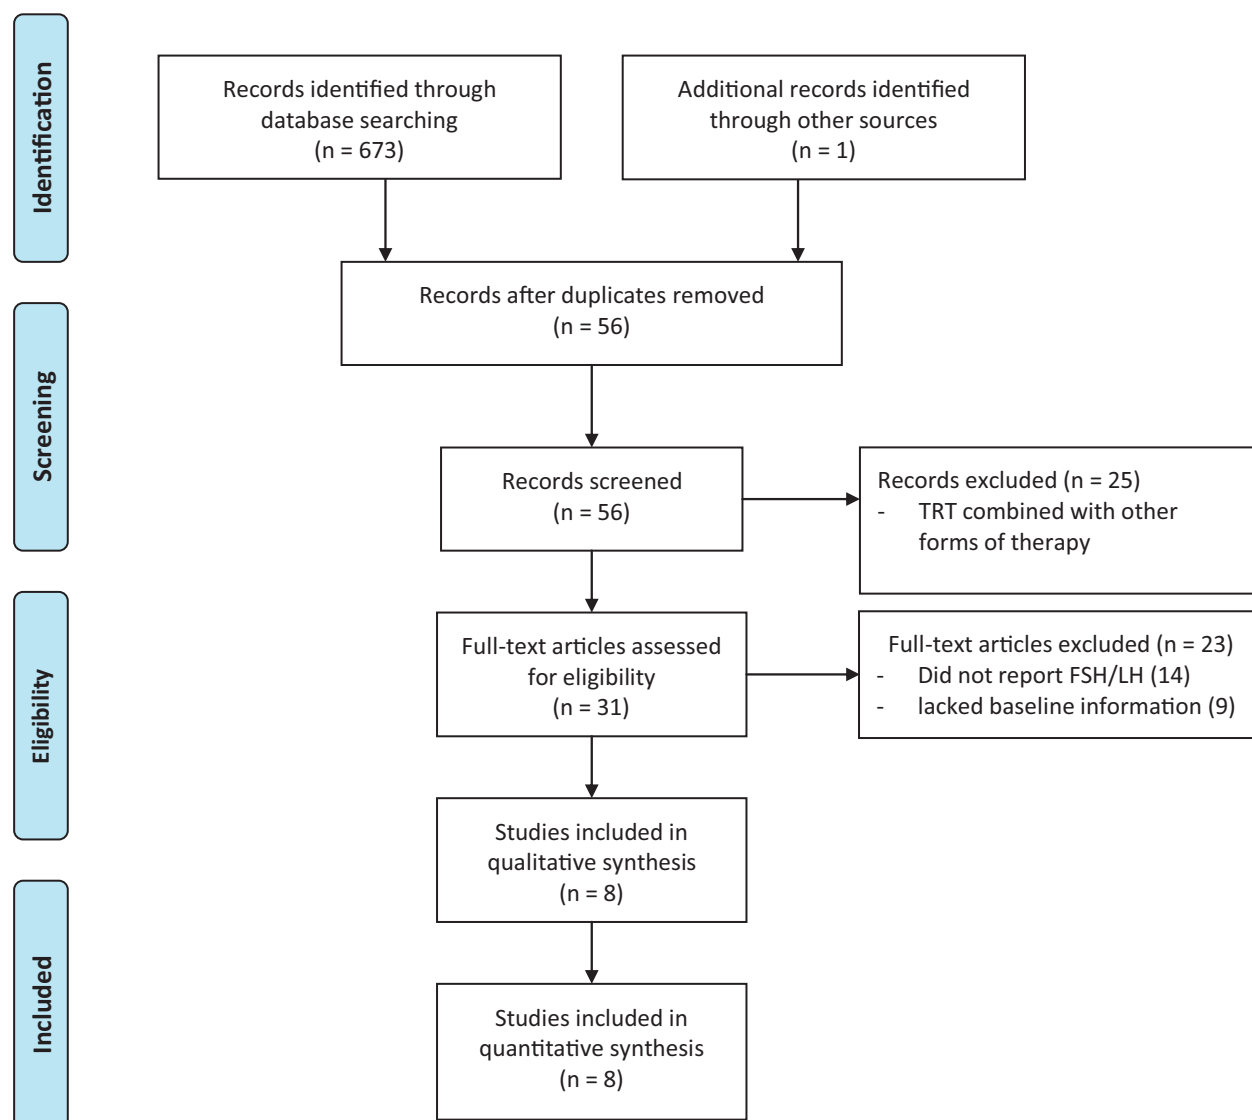 Identification
Records identified through
database searching
(n = 673)
Additional records identified
through other sources
(n = 1)
Records after duplicates removed
(n = 56)
Screening
Records screened
(n = 56)
Records excluded (n = 25)
- TRT combined with other
forms of therapy
Eligibility
Full-text articles assessed
for eligibility
(n = 31)
Full-text articles excluded (n = 23)
- Did not report FSH/LH (14)
- lacked baseline information (9)
Studies included in
qualitative synthesis
(n = 8)
Included
Studies included in
quantitative synthesis
(n = 8)